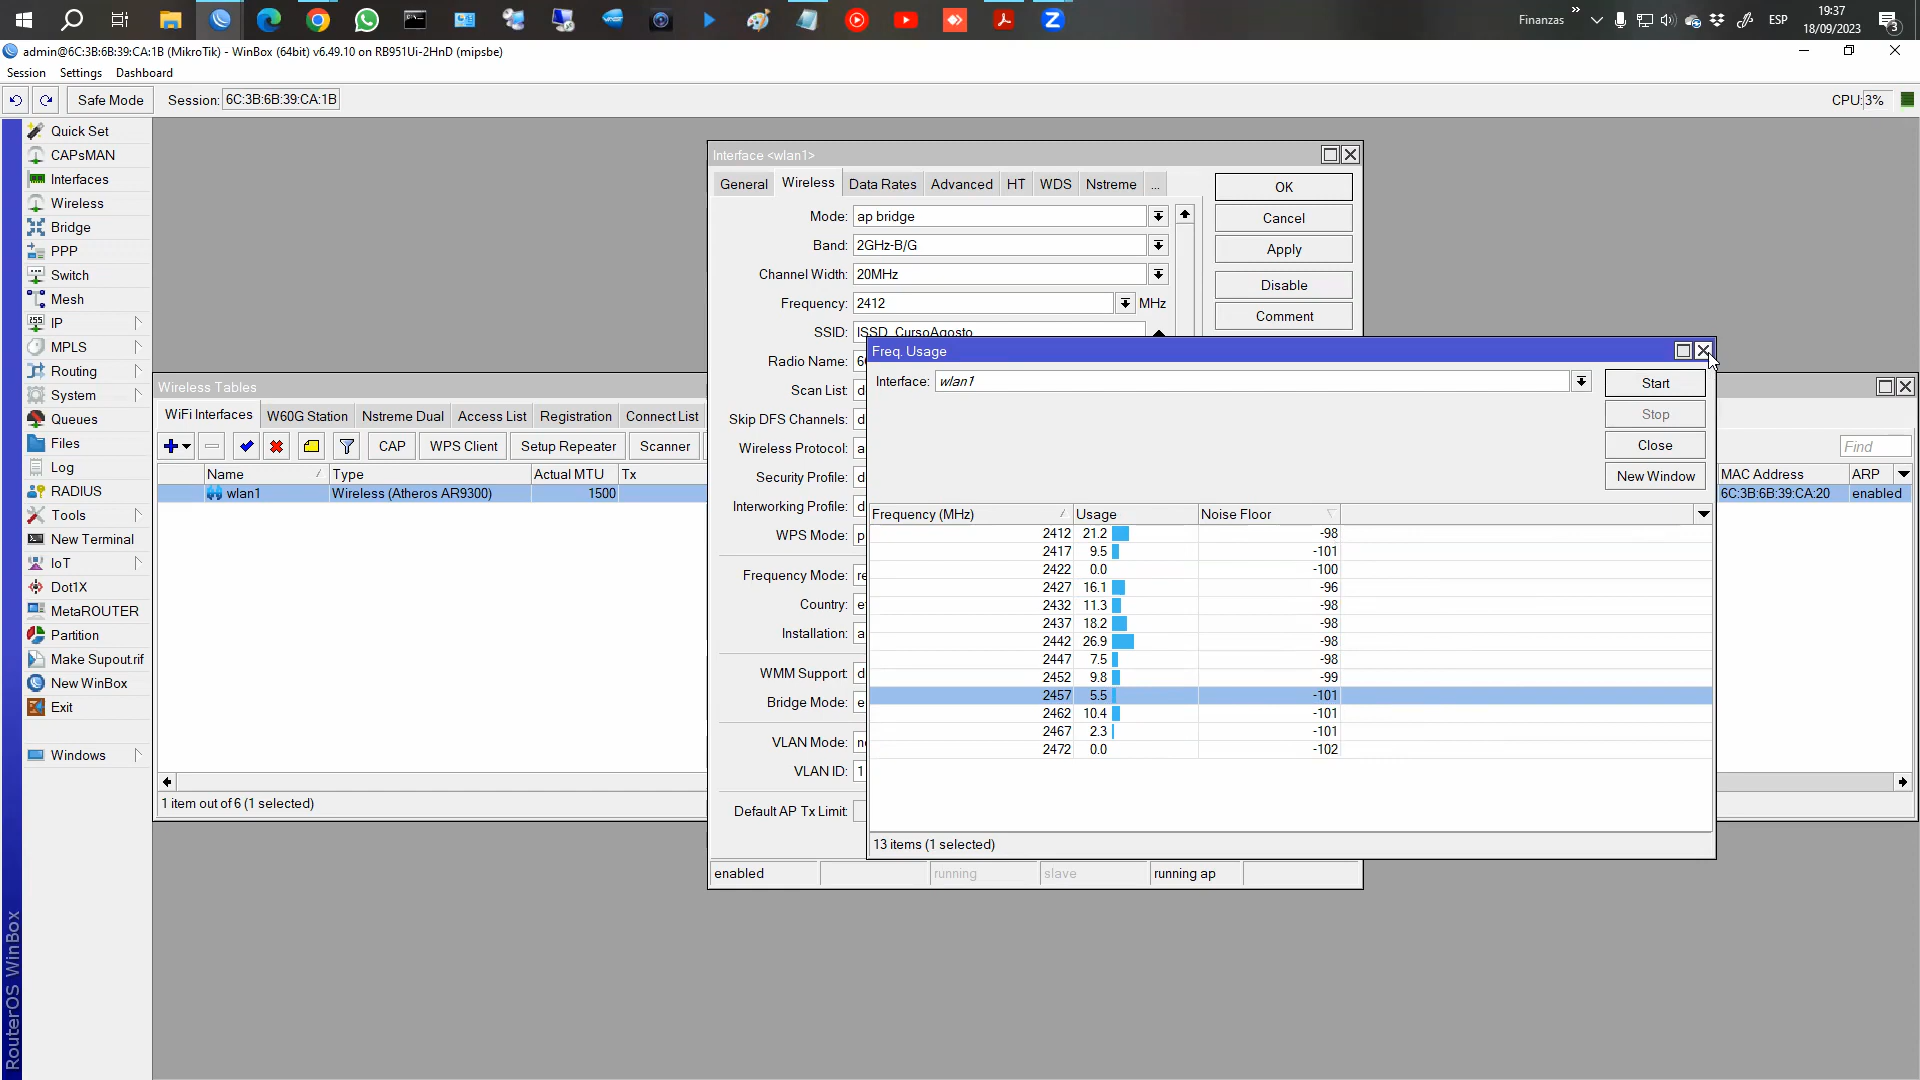 Finanzas
»
ESP
19:37
18/09/2023
3
admin@6C:3B:6B:39:CA:1B (MikroTik) - WinBox (64bit) v6.49.10 on RB951Ui-2HnD (mipsbe)
Session Settings Dashboard
Safe Mode
Session: 6C:3B:6B:39:CA:1B
CPU: 3%
Quick Set
CAPsMAN
Interfaces
Wireless
Bridge
PPP
Switch
Mesh
IP
MPLS
Routing
System
Queues
Files
Log
RADIUS
Tools
New Terminal
IoT
Dot1X
MetaROUTER
Partition
Make Supout.rif
New WinBox
Exit
Windows
RouterOS WinBox
Wireless Tables
WiFi Interfaces W60G Station Nstreme Dual Access List Registration Connect List
CAP WPS Client Setup Repeater Scanner
Find
Name Type Actual MTU Tx MAC Address ARP
wlan1 Wireless (Atheros AR9300) 1500 6C:3B:6B:39:CA:20 enabled
1 item out of 6 (1 selected)
Interface <wlan1>
General Wireless Data Rates Advanced HT WDS Nstreme ...
Mode: ap bridge
Band: 2GHz-B/G
Channel Width: 20MHz
Frequency: 2412 MHz
SSID: ISSD_CursoAgosto
Radio Name: 6
Scan List: d
Skip DFS Channels: d
Wireless Protocol: a
Security Profile: d
Interworking Profile: d
WPS Mode: p
Frequency Mode: re
Country: e
Installation: a
WMM Support: d
Bridge Mode: e
VLAN Mode: n
VLAN ID: 1
Default AP Tx Limit:
OK
Cancel
Apply
Disable
Comment
enabled running slave running ap
Freq. Usage
Interface: wlan1
Start
Stop
Close
New Window
Frequency (MHz) Usage Noise Floor
2412 21.2 -98
2417 9.5 -101
2422 0.0 -100
2427 16.1 -96
2432 11.3 -98
2437 18.2 -98
2442 26.9 -98
2447 7.5 -98
2452 9.8 -99
2457 5.5 -101
2462 10.4 -101
2467 2.3 -101
2472 0.0 -102
13 items (1 selected)